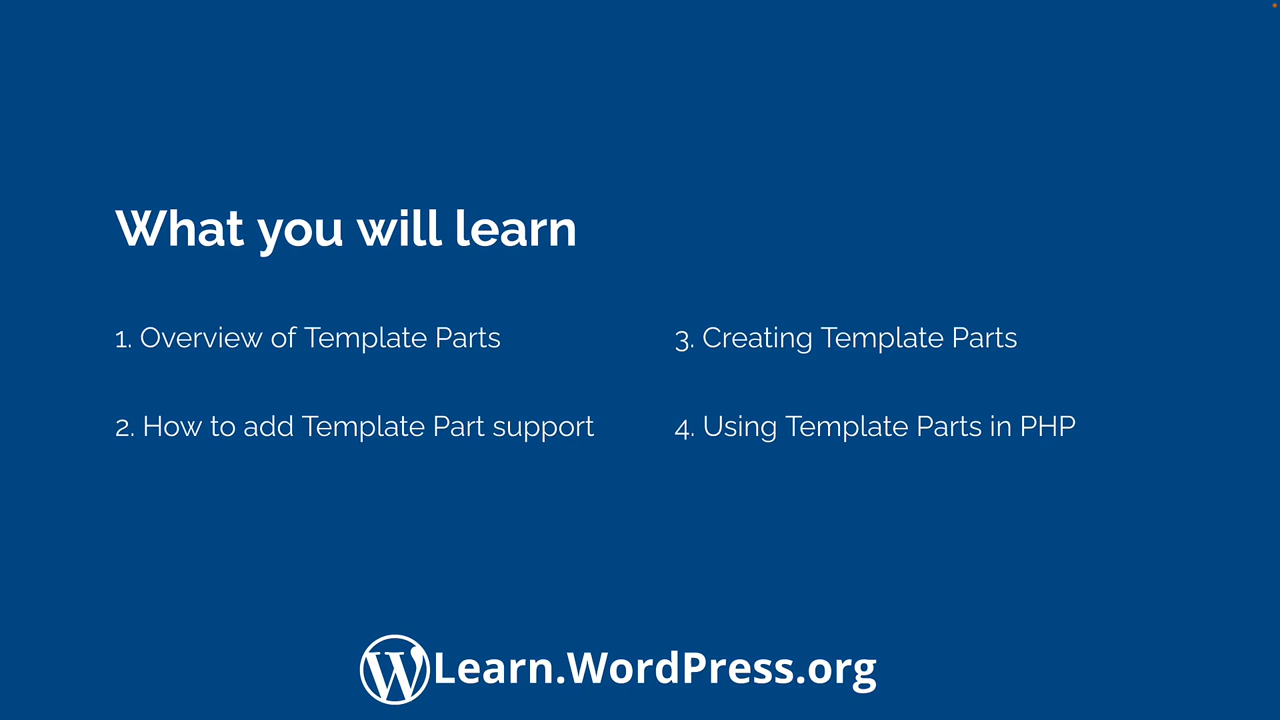 What you will learn
1. Overview of Template Parts
2. How to add Template Part support
3. Creating Template Parts
4. Using Template Parts in PHP
Learn.WordPress.org